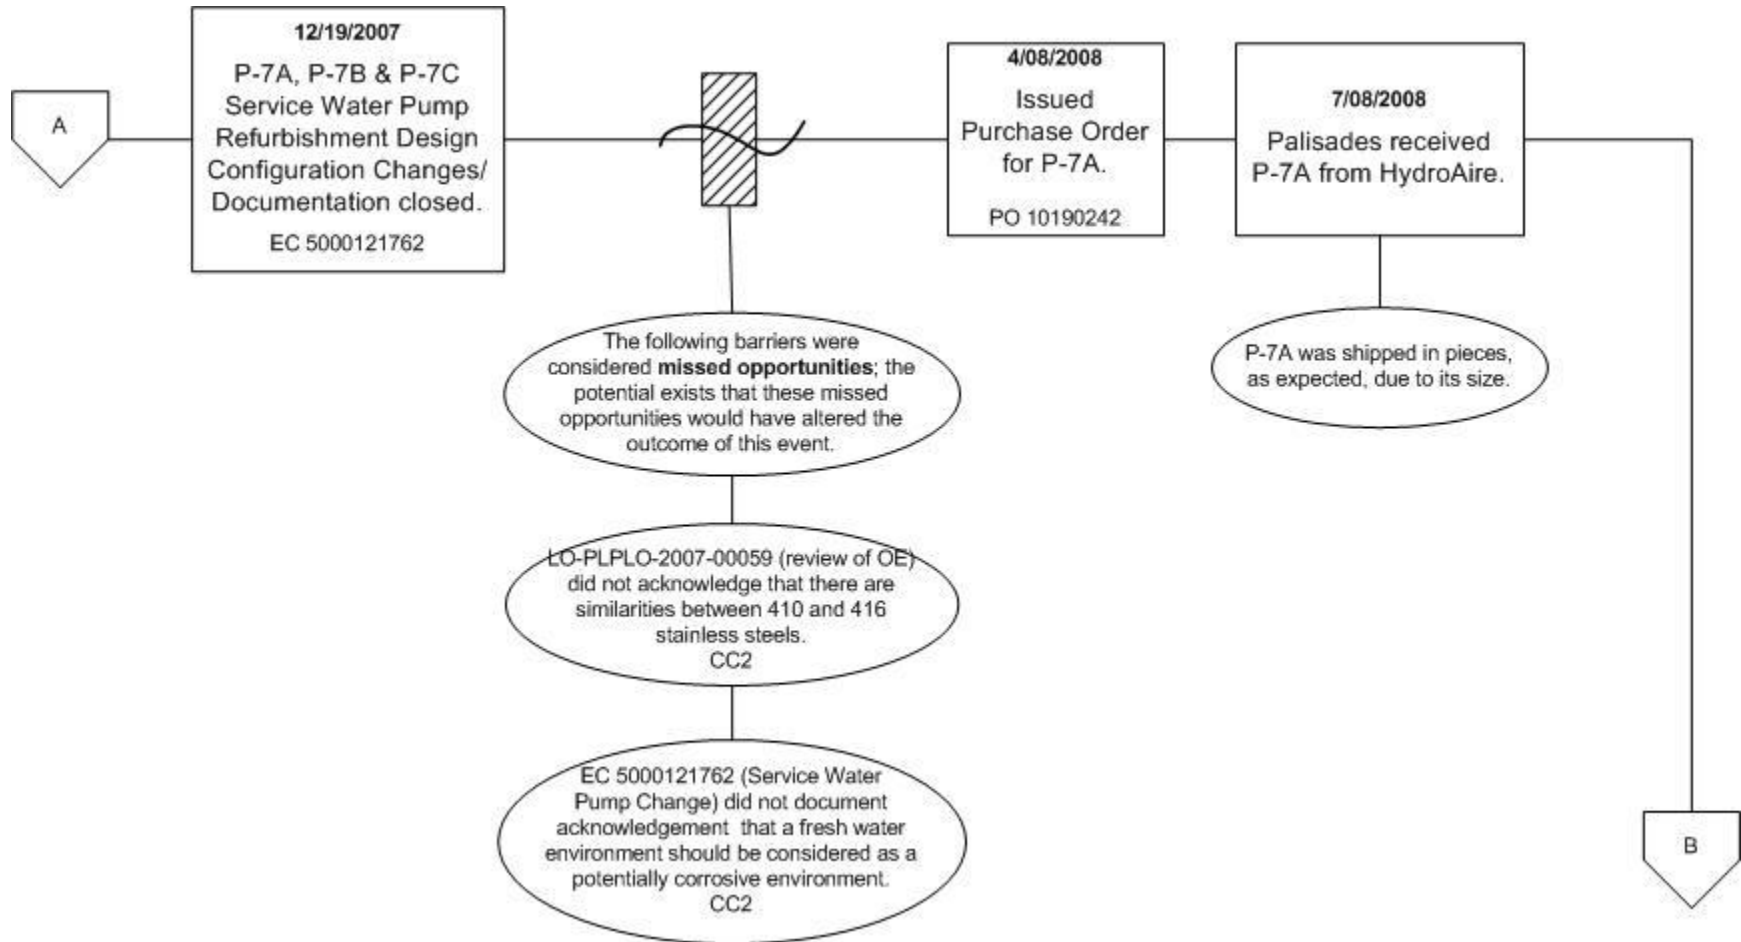 A
12/19/2007
P-7A, P-7B & P-7C
Service Water Pump
Refurbishment Design
Configuration Changes/
Documentation closed.
EC 5000121762
4/08/2008
Issued
Purchase Order
for P-7A.
PO 10190242
7/08/2008
Palisades received
P-7A from HydroAire.
The following barriers were
considered missed opportunities; the
potential exists that these missed
opportunities would have altered the
outcome of this event.
P-7A was shipped in pieces,
as expected, due to its size.
LO-PLPLO-2007-00059 (review of OE)
did not acknowledge that there are
similarities between 410 and 416
stainless steels.
CC2
EC 5000121762 (Service Water
Pump Change) did not document
acknowledgement that a fresh water
environment should be considered as a
potentially corrosive environment.
CC2
B